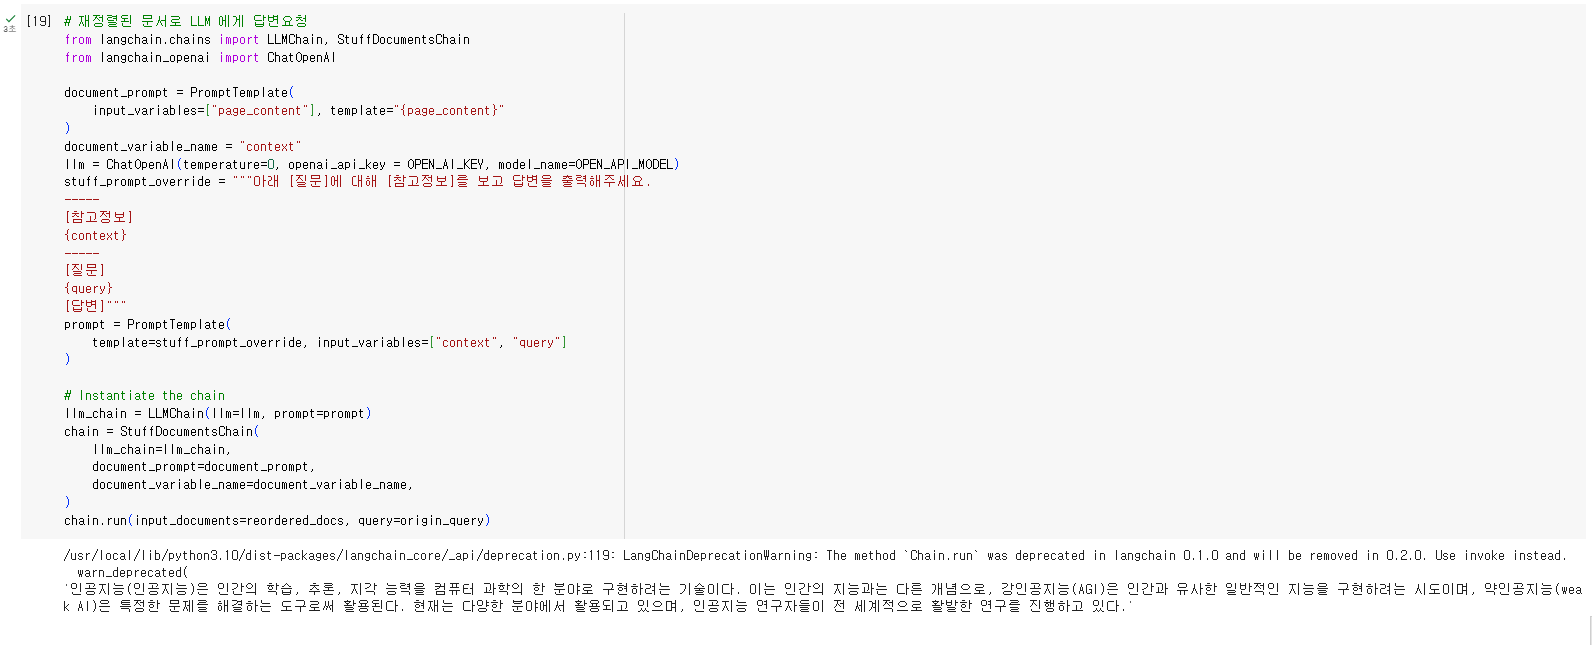 [19] # 재정렬된 문서로 LLM 에게 답변요청
3초
from langchain.chains import LLMChain, StuffDocumentsChain
from langchain_openai import ChatOpenAI
document_prompt = PromptTemplate(
    input_variables=["page_content"], template="{page_content}"
)
document_variable_name = "context"
llm = ChatOpenAI(temperature=0, openai_api_key = OPEN_AI_KEY, model_name=OPEN_API_MODEL)
stuff_prompt_override = """아래 [질문]에 대해 [참고정보]를 보고 답변을 출력해주세요.
-----
[참고정보]
{context}
-----
[질문]
{query}
[답변]"""
prompt = PromptTemplate(
    template=stuff_prompt_override, input_variables=["context", "query"]
)
# Instantiate the chain
llm_chain = LLMChain(llm=llm, prompt=prompt)
chain = StuffDocumentsChain(
    llm_chain=llm_chain,
    document_prompt=document_prompt,
    document_variable_name=document_variable_name,
)
chain.run(input_documents=reordered_docs, query=origin_query)
/usr/local/lib/python3.10/dist-packages/langchain_core/_api/deprecation.py:119: LangChainDeprecationWarning: The method `Chain.run` was deprecated in langchain 0.1.0 and will be removed in 0.2.0. Use invoke instead.
  warn_deprecated(
'인공지능(인공지능)은 인간의 학습, 추론, 지각 능력을 컴퓨터 과학의 한 분야로 구현하려는 기술이다. 이는 인간의 지능과는 다른 개념으로, 강인공지능(AGI)은 인간과 유사한 일반적인 지능을 구현하려는 시도이며, 약인공지능(wea
k AI)은 특정한 문제를 해결하는 도구로써 활용된다. 현재는 다양한 분야에서 활용되고 있으며, 인공지능 연구자들이 전 세계적으로 활발한 연구를 진행하고 있다.'